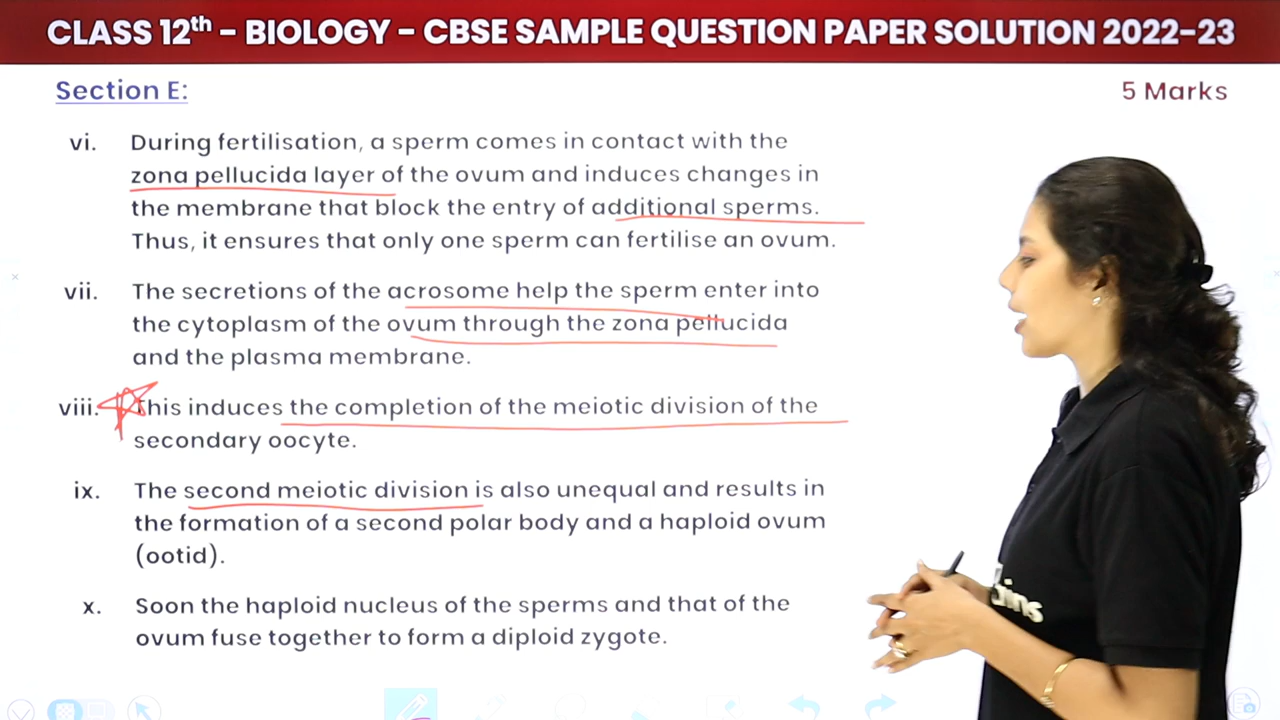 CLASS 12th – BIOLOGY – CBSE SAMPLE QUESTION PAPER SOLUTION 2022–23
Section E:
5 Marks
vi. During fertilisation, a sperm comes in contact with the
zona pellucida layer of the ovum and induces changes in
the membrane that block the entry of additional sperms.
Thus, it ensures that only one sperm can fertilise an ovum.
vii. The secretions of the acrosome help the sperm enter into
the cytoplasm of the ovum through the zona pellucida
and the plasma membrane.
viii. This induces the completion of the meiotic division of the
secondary oocyte.
ix. The second meiotic division is also unequal and results in
the formation of a second polar body and a haploid ovum
(ootid).
x. Soon the haploid nucleus of the sperms and that of the
ovum fuse together to form a diploid zygote.